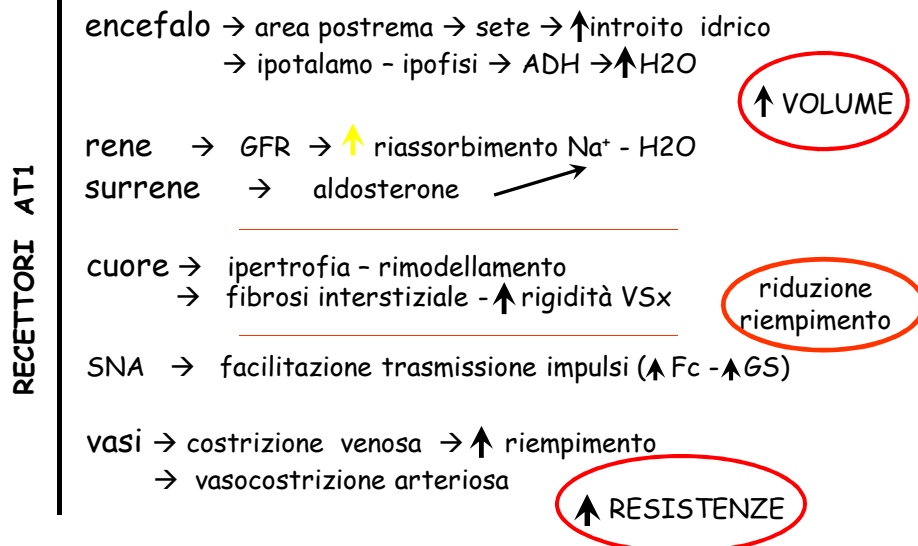 encefalo → area postrema → sete → ↑introito idrico
→ ipotalamo – ipofisi → ADH →↑H2O
↑ VOLUME
rene → GFR → ↑ riassorbimento Na⁺ - H2O
surrene → aldosterone
RECETTORI AT1
cuore → ipertrofia – rimodellamento
→ fibrosi interstiziale -↑ rigidità VSx
riduzione
riempimento
SNA → facilitazione trasmissione impulsi (↑ Fc -↑GS)
vasi → costrizione venosa →↑ riempimento
→ vasocostrizione arteriosa
↑ RESISTENZE